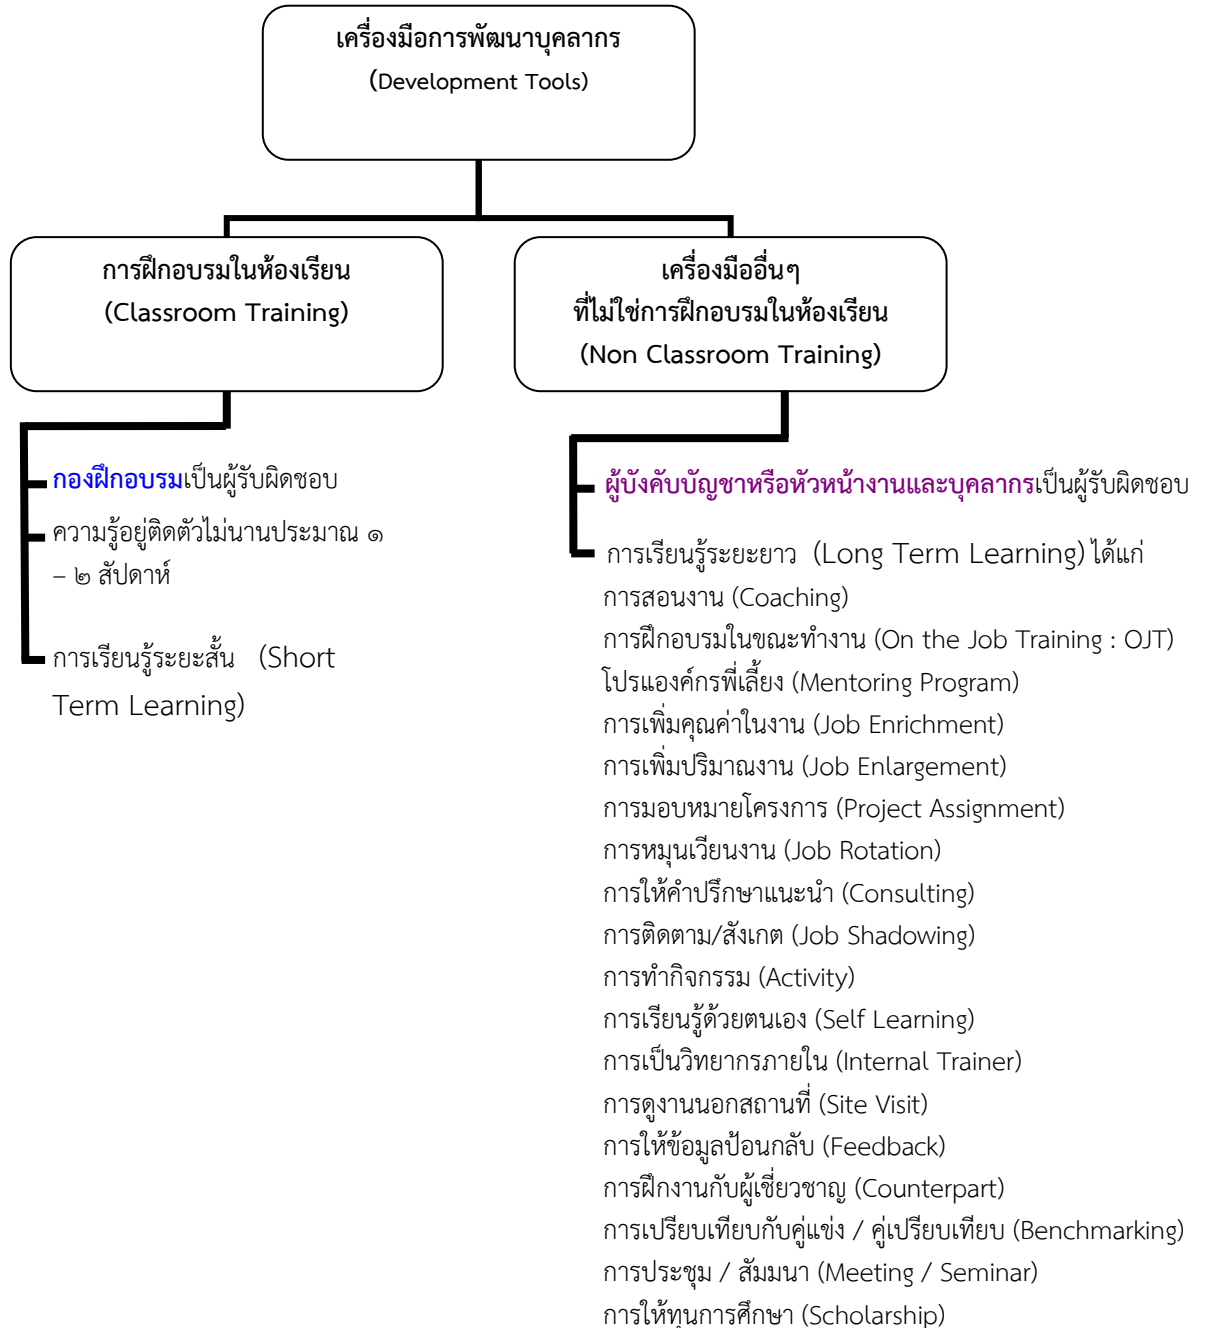 เครื่องมือการพัฒนาบุคลากร
(Development Tools)
การฝึกอบรมในห้องเรียน
(Classroom Training)
เครื่องมืออื่นๆ
ที่ไม่ใช่การฝึกอบรมในห้องเรียน
(Non Classroom Training)
กองฝึกอบรมเป็นผู้รับผิดชอบ
ความรู้อยู่ติดตัวไม่นานประมาณ ๑
– ๒ สัปดาห์
การเรียนรู้ระยะสั้น (Short
Term Learning)
ผู้บังคับบัญชาหรือหัวหน้างานและบุคลากรเป็นผู้รับผิดชอบ
การเรียนรู้ระยะยาว (Long Term Learning) ได้แก่
การสอนงาน (Coaching)
การฝึกอบรมในขณะทำงาน (On the Job Training : OJT)
โปรแองค์กรพี่เลี้ยง (Mentoring Program)
การเพิ่มคุณค่าในงาน (Job Enrichment)
การเพิ่มปริมาณงาน (Job Enlargement)
การมอบหมายโครงการ (Project Assignment)
การหมุนเวียนงาน (Job Rotation)
การให้คำปรึกษาแนะนำ (Consulting)
การติดตาม/สังเกต (Job Shadowing)
การทำกิจกรรม (Activity)
การเรียนรู้ด้วยตนเอง (Self Learning)
การเป็นวิทยากรภายใน (Internal Trainer)
การดูงานนอกสถานที่ (Site Visit)
การให้ข้อมูลป้อนกลับ (Feedback)
การฝึกงานกับผู้เชี่ยวชาญ (Counterpart)
การเปรียบเทียบกับคู่แข่ง / คู่เปรียบเทียบ (Benchmarking)
การประชุม / สัมมนา (Meeting / Seminar)
การให้ทุนการศึกษา (Scholarship)